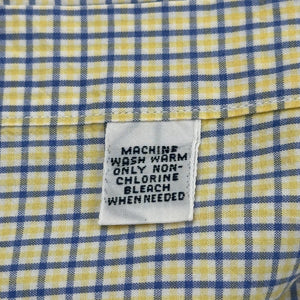 MACHINE
WASH WARM
ONLY NON-
CHLORINE
BLEACH
WHEN NEEDED